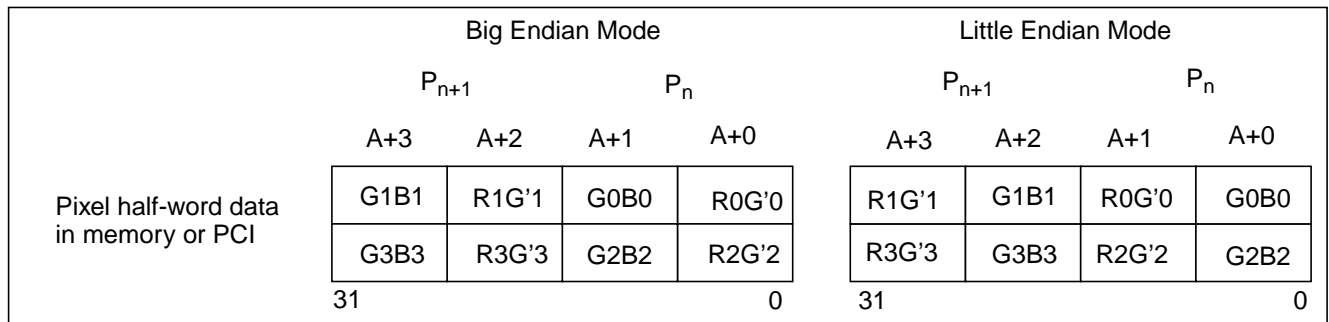 Big Endian Mode Little Endian Mode
Pn+1 Pn Pn+1 Pn
A+3 A+2 A+1 A+0 A+3 A+2 A+1 A+0
G1B1 R1G’1 G0B0 R0G’0 R1G’1 G1B1 R0G’0 G0B0
Pixel half-word data
in memory or PCI
G3B3 R3G’3 G2B2 R2G’2 R3G’3 G3B3 R2G’2 G2B2
31 0 31 0